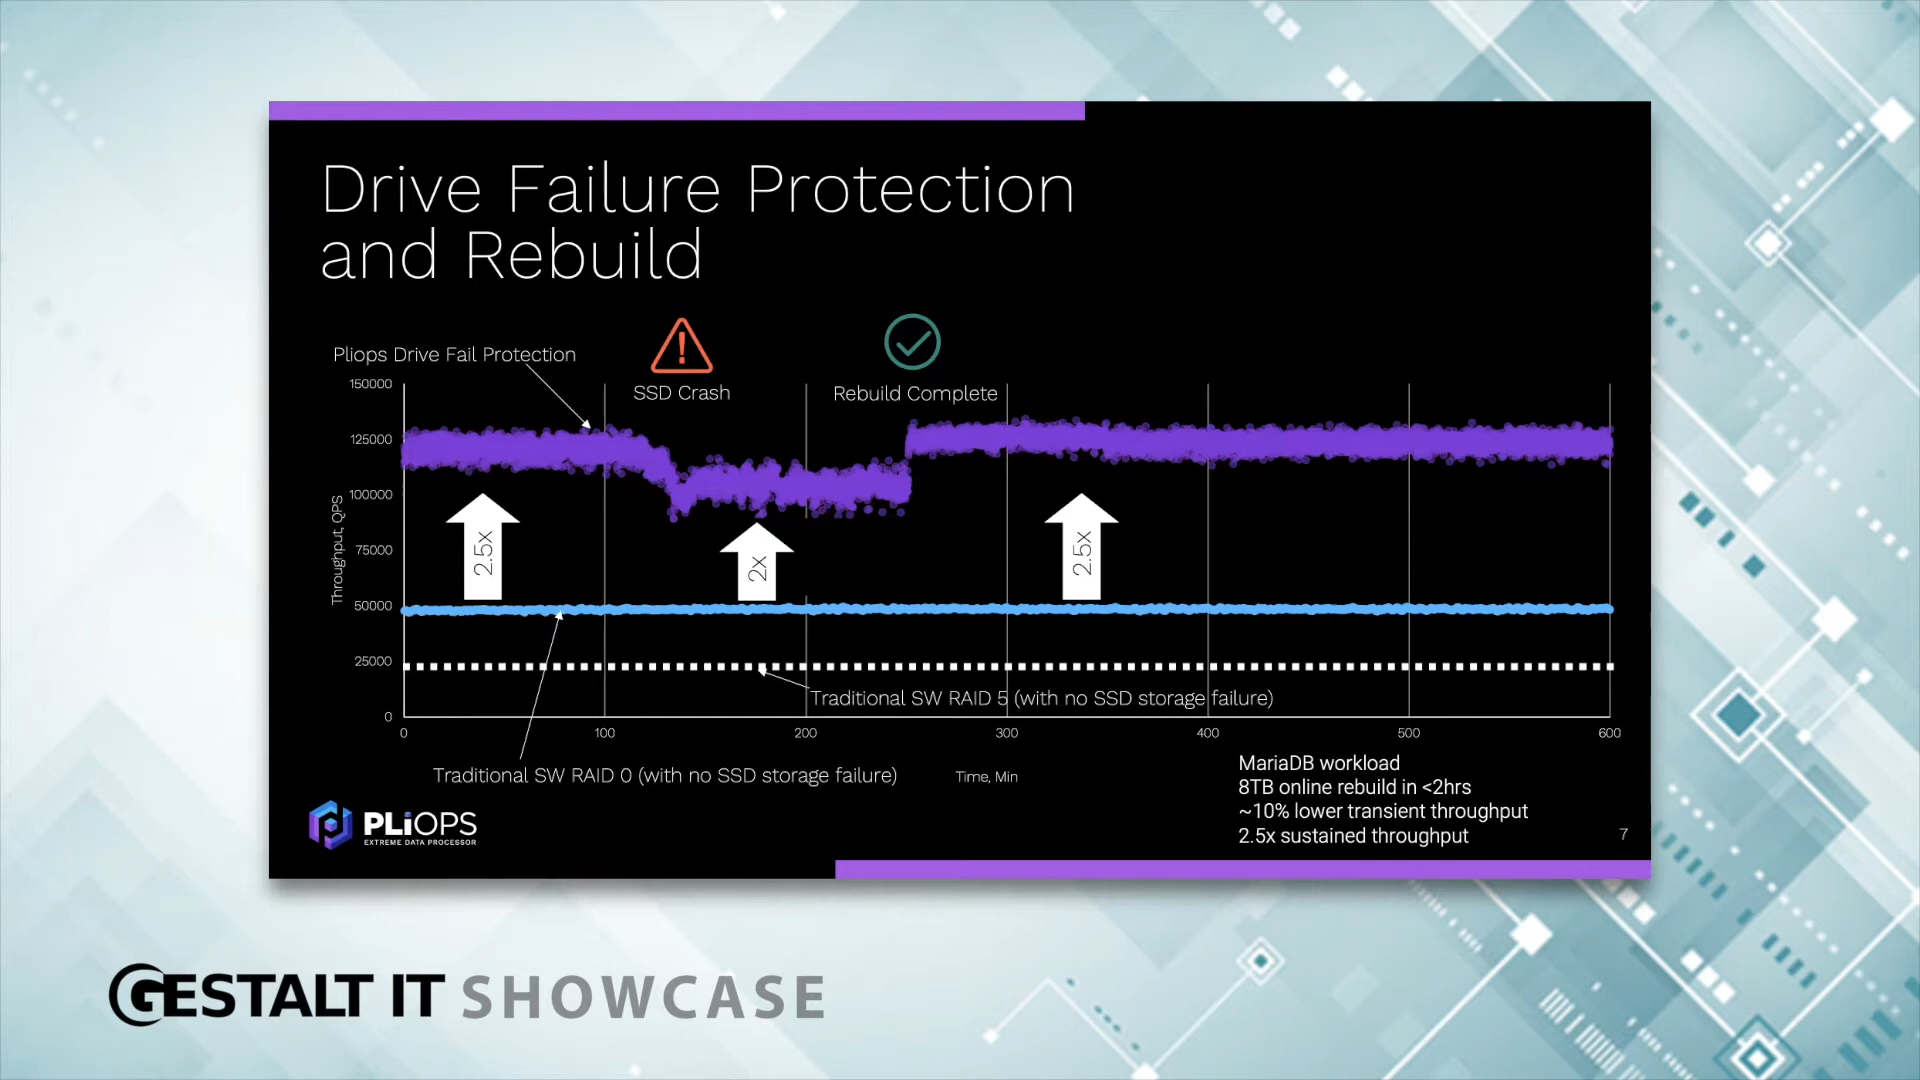 Drive Failure Protection
and Rebuild
Pliops Drive Fail Protection
SSD Crash
Rebuild Complete
150000
125000
100000
75000
50000
25000
0
Throughput, QPS
2.5x
2x
2.5x
Traditional SW RAID 5 (with no SSD storage failure)
0
100
200
300
400
500
600
Traditional SW RAID 0 (with no SSD storage failure)
Time, Min
MariaDB workload
8TB online rebuild in <2hrs
~10% lower transient throughput
2.5x sustained throughput
PLiOPS
EXTREME DATA PROCESSOR
7
GESTALT IT SHOWCASE